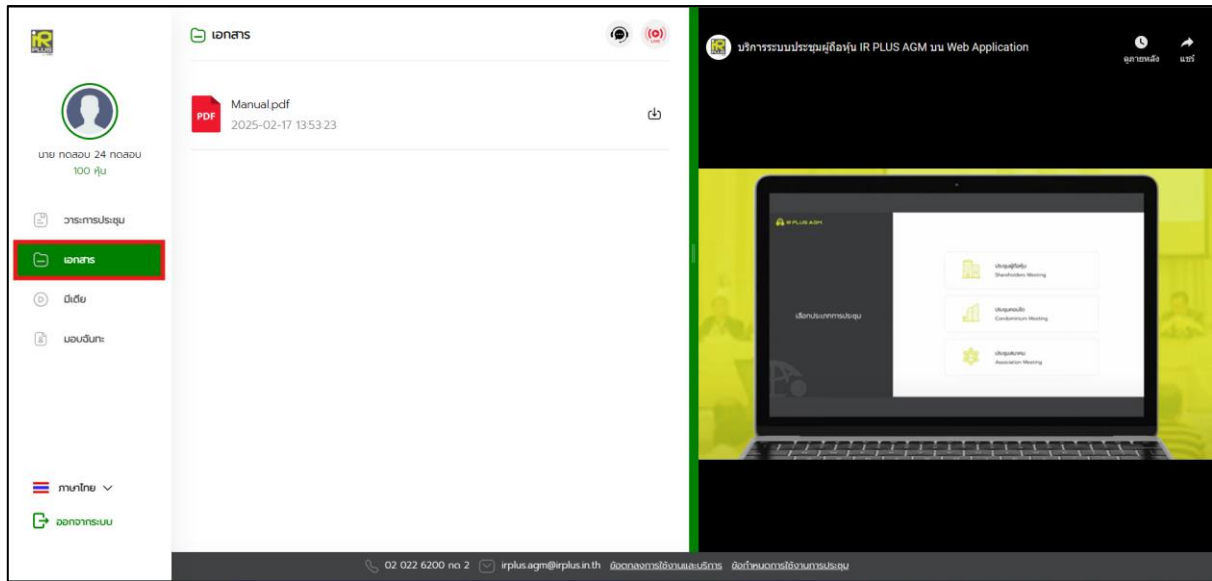 iR
PLUS
นาย ทดสอบ 24 ทดสอบ
100 หุ้น
วาระการประชุม
เอกสาร
มีเดีย
มอบฉันทะ
ภาษาไทย
ออกจากระบบ
เอกสาร
LIVE
PDF
Manual.pdf
2025-02-17 13:53:23
บริการระบบประชุมผู้ถือหุ้น IR PLUS AGM บน Web Application
ดูภายหลัง
แชร์
IR PLUS AGM
เลือกประเภทการประชุม
ประชุมผู้ถือหุ้น
Shareholders Meeting
ประชุมคอนโด
Condominium Meeting
ประชุมสมาคม
Association Meeting
02 022 6200 กด 2 irplus.agm@irplus.in.th ข้อตกลงการใช้งานและบริการ ข้อกำหนดการใช้งานการประชุม